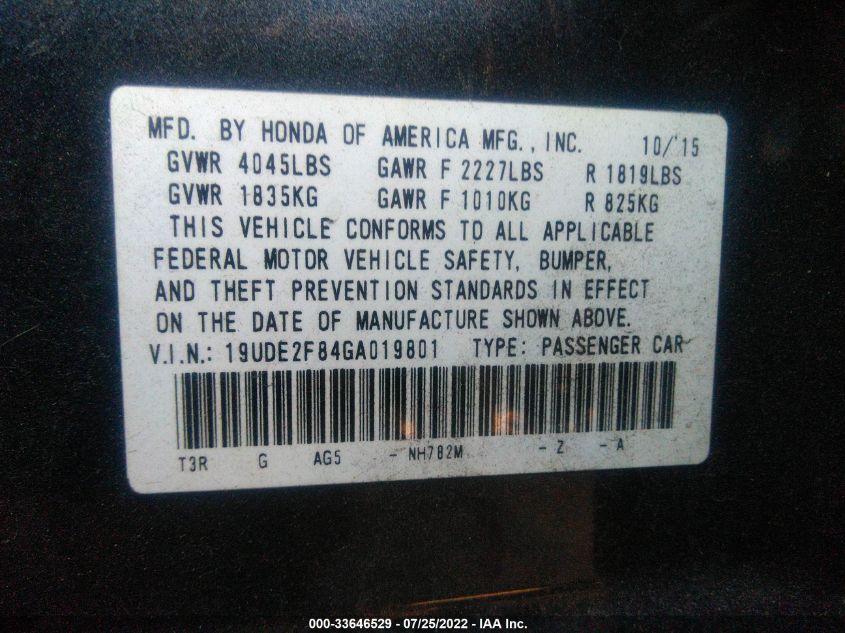 MFD. BY HONDA OF AMERICA MFG., INC. 10/'15
GVWR 4045LBS GAWR F 2227LBS R 1819LBS
GVWR 1835KG GAWR F 1010KG R 825KG
THIS VEHICLE CONFORMS TO ALL APPLICABLE
FEDERAL MOTOR VEHICLE SAFETY, BUMPER,
AND THEFT PREVENTION STANDARDS IN EFFECT
ON THE DATE OF MANUFACTURE SHOWN ABOVE.
V.I.N.: 19UDE2F84GA019801 TYPE: PASSENGER CAR
T3R G AG5 - NH782M - Z - A
000-33646529 - 07/25/2022 - IAA Inc.